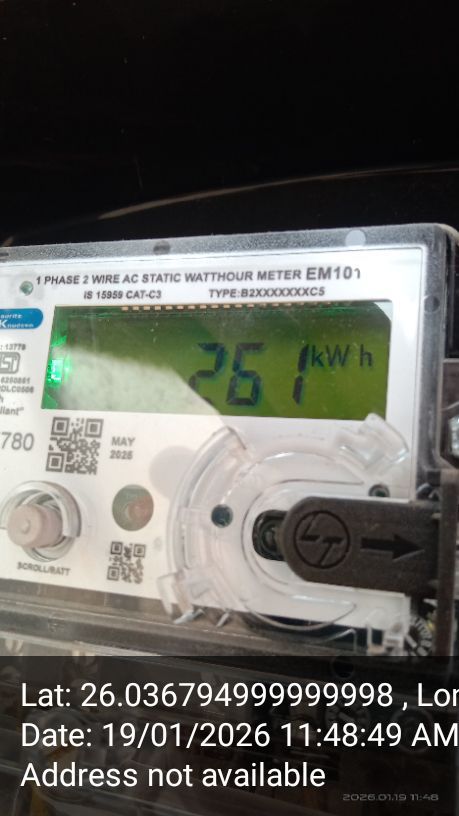 1 PHASE 2 WIRE AC STATIC WATTHOUR METER EM101
IS 15959 CAT-C3 TYPE:B2XXXXXXXC5
261 kWh
780
MAY
2025
SCROLL/BATT
LT
Lat: 26.036794999999998 , Lon
Date: 19/01/2026 11:48:49 AM
Address not available
2026.01.19 11:48